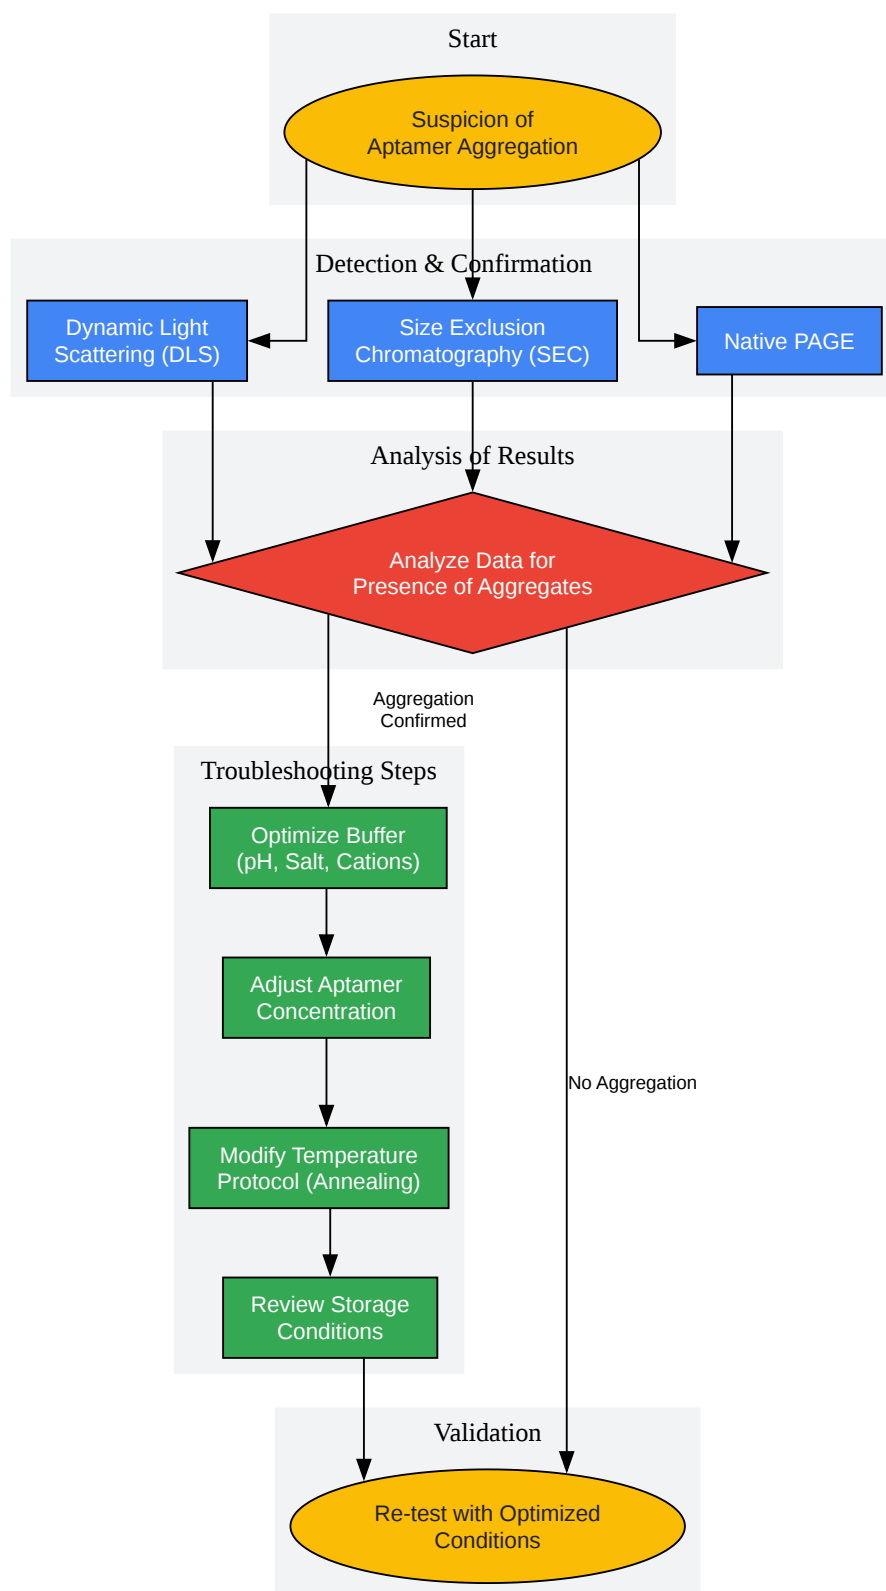 Start
Suspicion of
Aptamer Aggregation
Detection & Confirmation
Dynamic Light
Scattering (DLS)
Size Exclusion
Chromatography (SEC)
Native PAGE
Analysis of Results
Analyze Data for
Presence of Aggregates
Aggregation
Confirmed
Troubleshooting Steps
Optimize Buffer
(pH, Salt, Cations)
Adjust Aptamer
Concentration
No Aggregation
Modify Temperature
Protocol (Annealing)
Review Storage
Conditions
Validation
Re-test with Optimized
Conditions